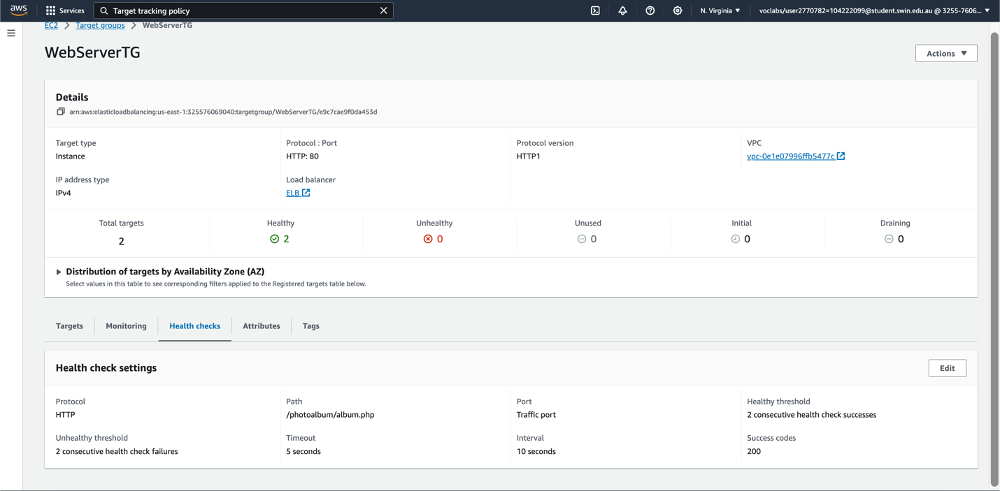 aws Services Target tracking policy N. Virginia voclabs/user2770782=104222099@student.swin.edu.au @ 3255-7606...
EC2 Target groups WebServerTG
WebServerTG
Actions
Details
arn:aws:elasticloadbalancing:us-east-1:325576069040:targetgroup/WebServerTG/e9c7cae9f0da453d
Target type Protocol : Port Protocol version VPC
Instance HTTP: 80 HTTP1 vpc-0e1e07996ffb5477c
IP address type Load balancer
IPv4 ELB
Total targets Healthy Unhealthy Unused Initial Draining
2 2 0 0 0 0
Distribution of targets by Availability Zone (AZ)
Select values in this table to see corresponding filters applied to the Registered targets table below.
Targets Monitoring Health checks Attributes Tags
Health check settings Edit
Protocol Path Port Healthy threshold
HTTP /photoalbum/album.php Traffic port 2 consecutive health check successes
Unhealthy threshold Timeout Interval Success codes
2 consecutive health check failures 5 seconds 10 seconds 200